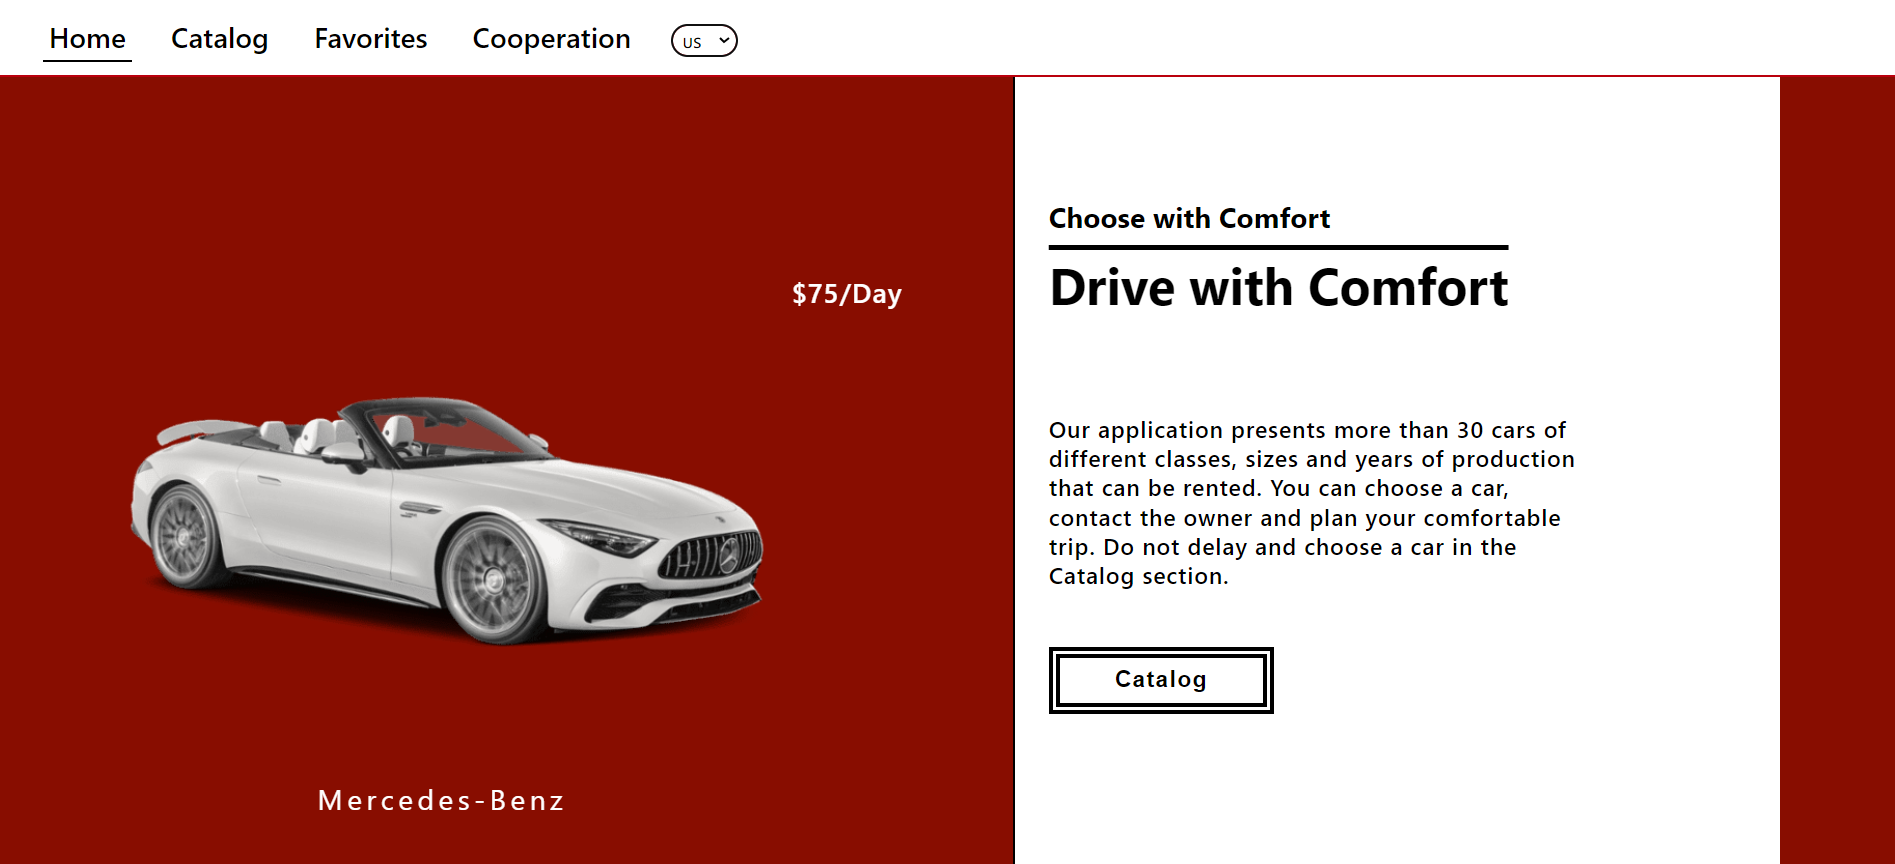 Home Catalog Favorites Cooperation US
$75/Day
Mercedes-Benz
Choose with Comfort
Drive with Comfort
Our application presents more than 30 cars of
different classes, sizes and years of production
that can be rented. You can choose a car,
contact the owner and plan your comfortable
trip. Do not delay and choose a car in the
Catalog section.
Catalog